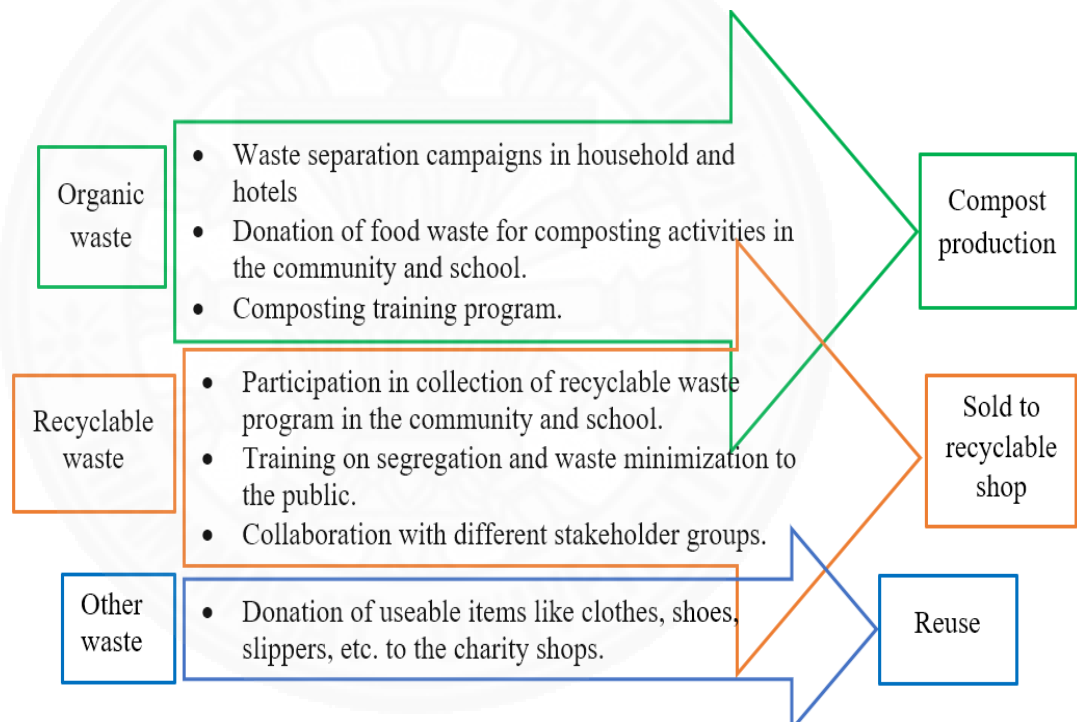 Organic
waste
• Waste separation campaigns in household and
hotels
• Donation of food waste for composting activities in
the community and school.
• Composting training program.
Compost
production
Recyclable
waste
• Participation in collection of recyclable waste
program in the community and school.
• Training on segregation and waste minimization to
the public.
• Collaboration with different stakeholder groups.
Sold to
recyclable
shop
Other
waste
• Donation of useable items like clothes, shoes,
slippers, etc. to the charity shops.
Reuse